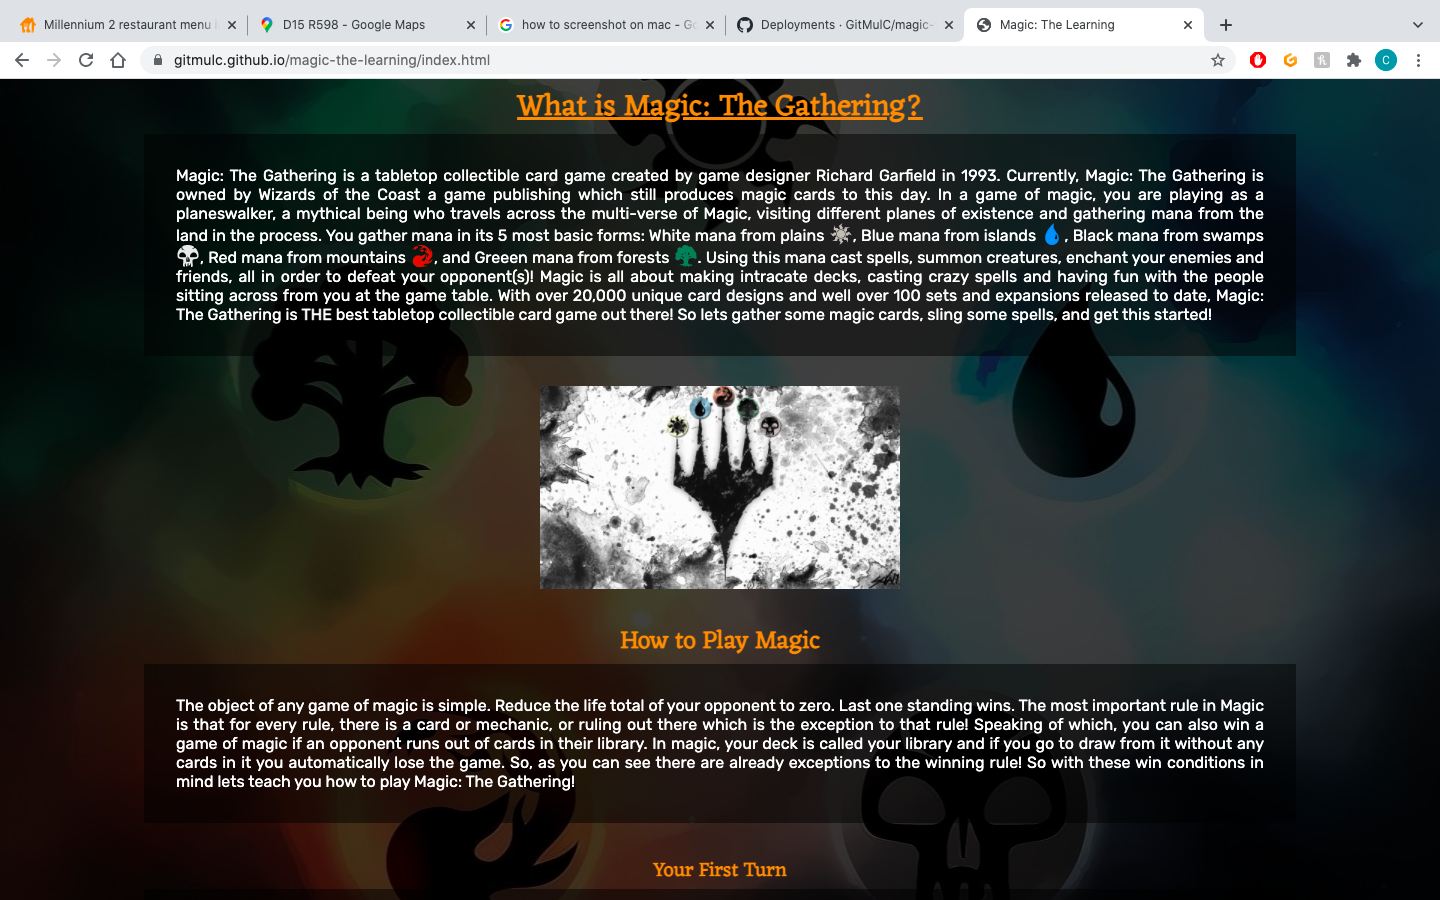 Millennium 2 restaurant menu i
D15 R598 - Google Maps
how to screenshot on mac - Go
Deployments · GitMulC/magic-
Magic: The Learning
gitmulc.github.io/magic-the-learning/index.html
C
What is Magic: The Gathering?
Magic: The Gathering is a tabletop collectible card game created by game designer Richard Garfield in 1993. Currently, Magic: The Gathering is
owned by Wizards of the Coast a game publishing which still produces magic cards to this day. In a game of magic, you are playing as a
planeswalker, a mythical being who travels across the multi-verse of Magic, visiting different planes of existence and gathering mana from the
land in the process. You gather mana in its 5 most basic forms: White mana from plains , Blue mana from islands , Black mana from swamps
, Red mana from mountains , and Greeen mana from forests . Using this mana cast spells, summon creatures, enchant your enemies and
friends, all in order to defeat your opponent(s)! Magic is all about making intracate decks, casting crazy spells and having fun with the people
sitting across from you at the game table. With over 20,000 unique card designs and well over 100 sets and expansions released to date, Magic:
The Gathering is THE best tabletop collectible card game out there! So lets gather some magic cards, sling some spells, and get this started!
How to Play Magic
The object of any game of magic is simple. Reduce the life total of your opponent to zero. Last one standing wins. The most important rule in Magic
is that for every rule, there is a card or mechanic, or ruling out there which is the exception to that rule! Speaking of which, you can also win a
game of magic if an opponent runs out of cards in their library. In magic, your deck is called your library and if you go to draw from it without any
cards in it you automatically lose the game. So, as you can see there are already exceptions to the winning rule! So with these win conditions in
mind lets teach you how to play Magic: The Gathering!
Your First Turn